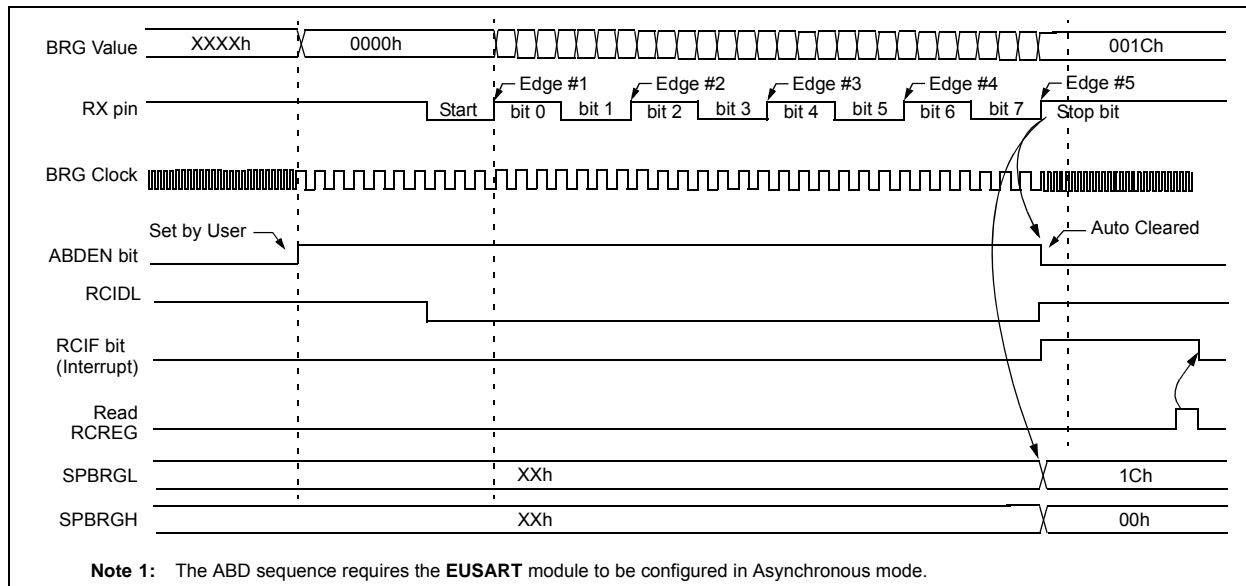 BRG Value XXXXh 0000h 001Ch
Edge #1 Edge #2 Edge #3 Edge #4 Edge #5
RX pin Start bit 0 bit 1 bit 2 bit 3 bit 4 bit 5 bit 6 bit 7 Stop bit
BRG Clock
Set by User Auto Cleared
ABDEN bit
RCIDL
RCIF bit
(Interrupt)
Read
RCREG
SPBRGL XXh 1Ch
SPBRGH XXh 00h
Note 1: The ABD sequence requires the EUSART module to be configured in Asynchronous mode.